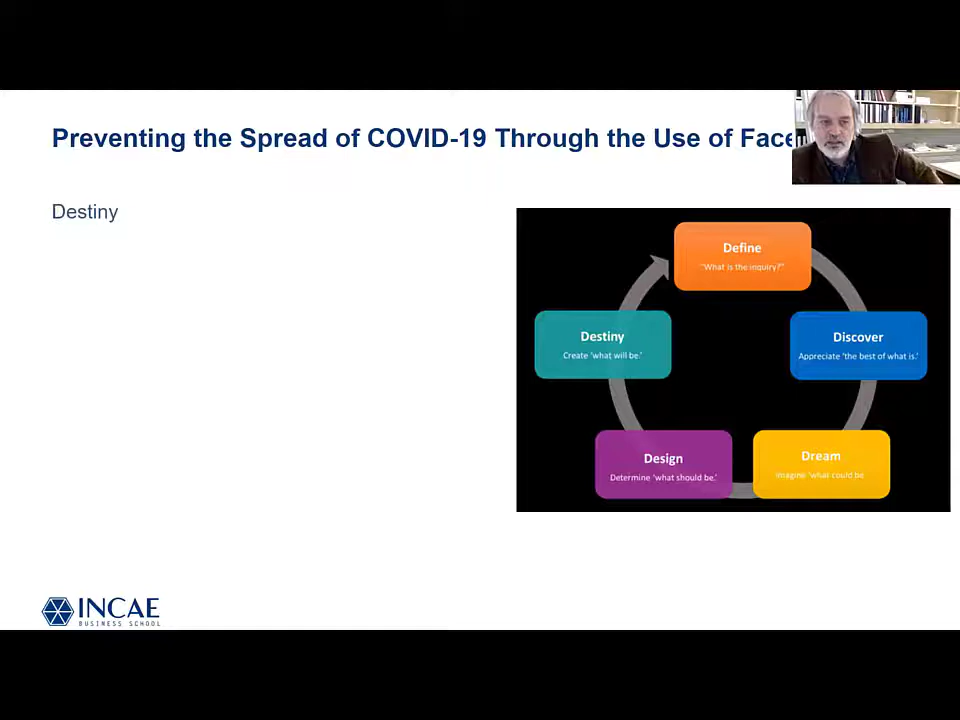 Preventing the Spread of COVID-19 Through the Use of Face
Destiny
Define
"What is the inquiry?"
Destiny
Create 'what will be.'
Discover
Appreciate 'the best of what is.'
Design
Determine 'what should be.'
Dream
Imagine 'what could be
INCAE
BUSINESS SCHOOL